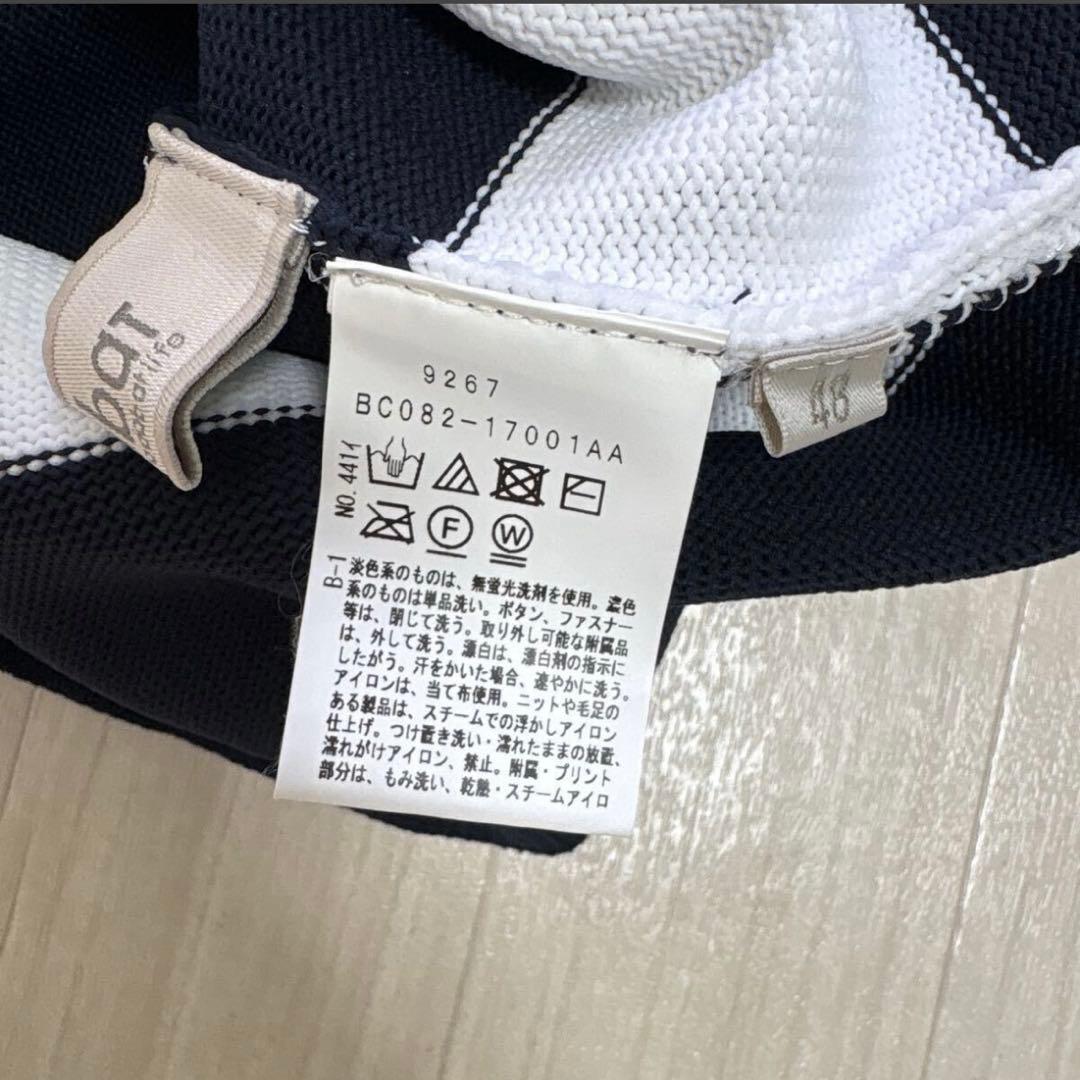 bat
9267
BC082-17001AA
NO.441イ
F
W
B-1
淡色系のものは、無蛍光洗剤を使用。濃色
系のものは単品洗い。ボタン、ファスナー
等は、閉じて洗う。取り外し可能な附属品
は、外して洗う。漂白は、漂白剤の指示に
したがう。汗をかいた場合、速やかに洗う。
アイロンは、当て布使用。ニットや毛足の
ある製品は、スチームでの浮かしアイロン
仕上げ。つけ置き洗い・濡れたままの放置、
濡れがけアイロン、禁止。附属・プリント
部分は、もみ洗い、乾燥・スチームアイロ
48